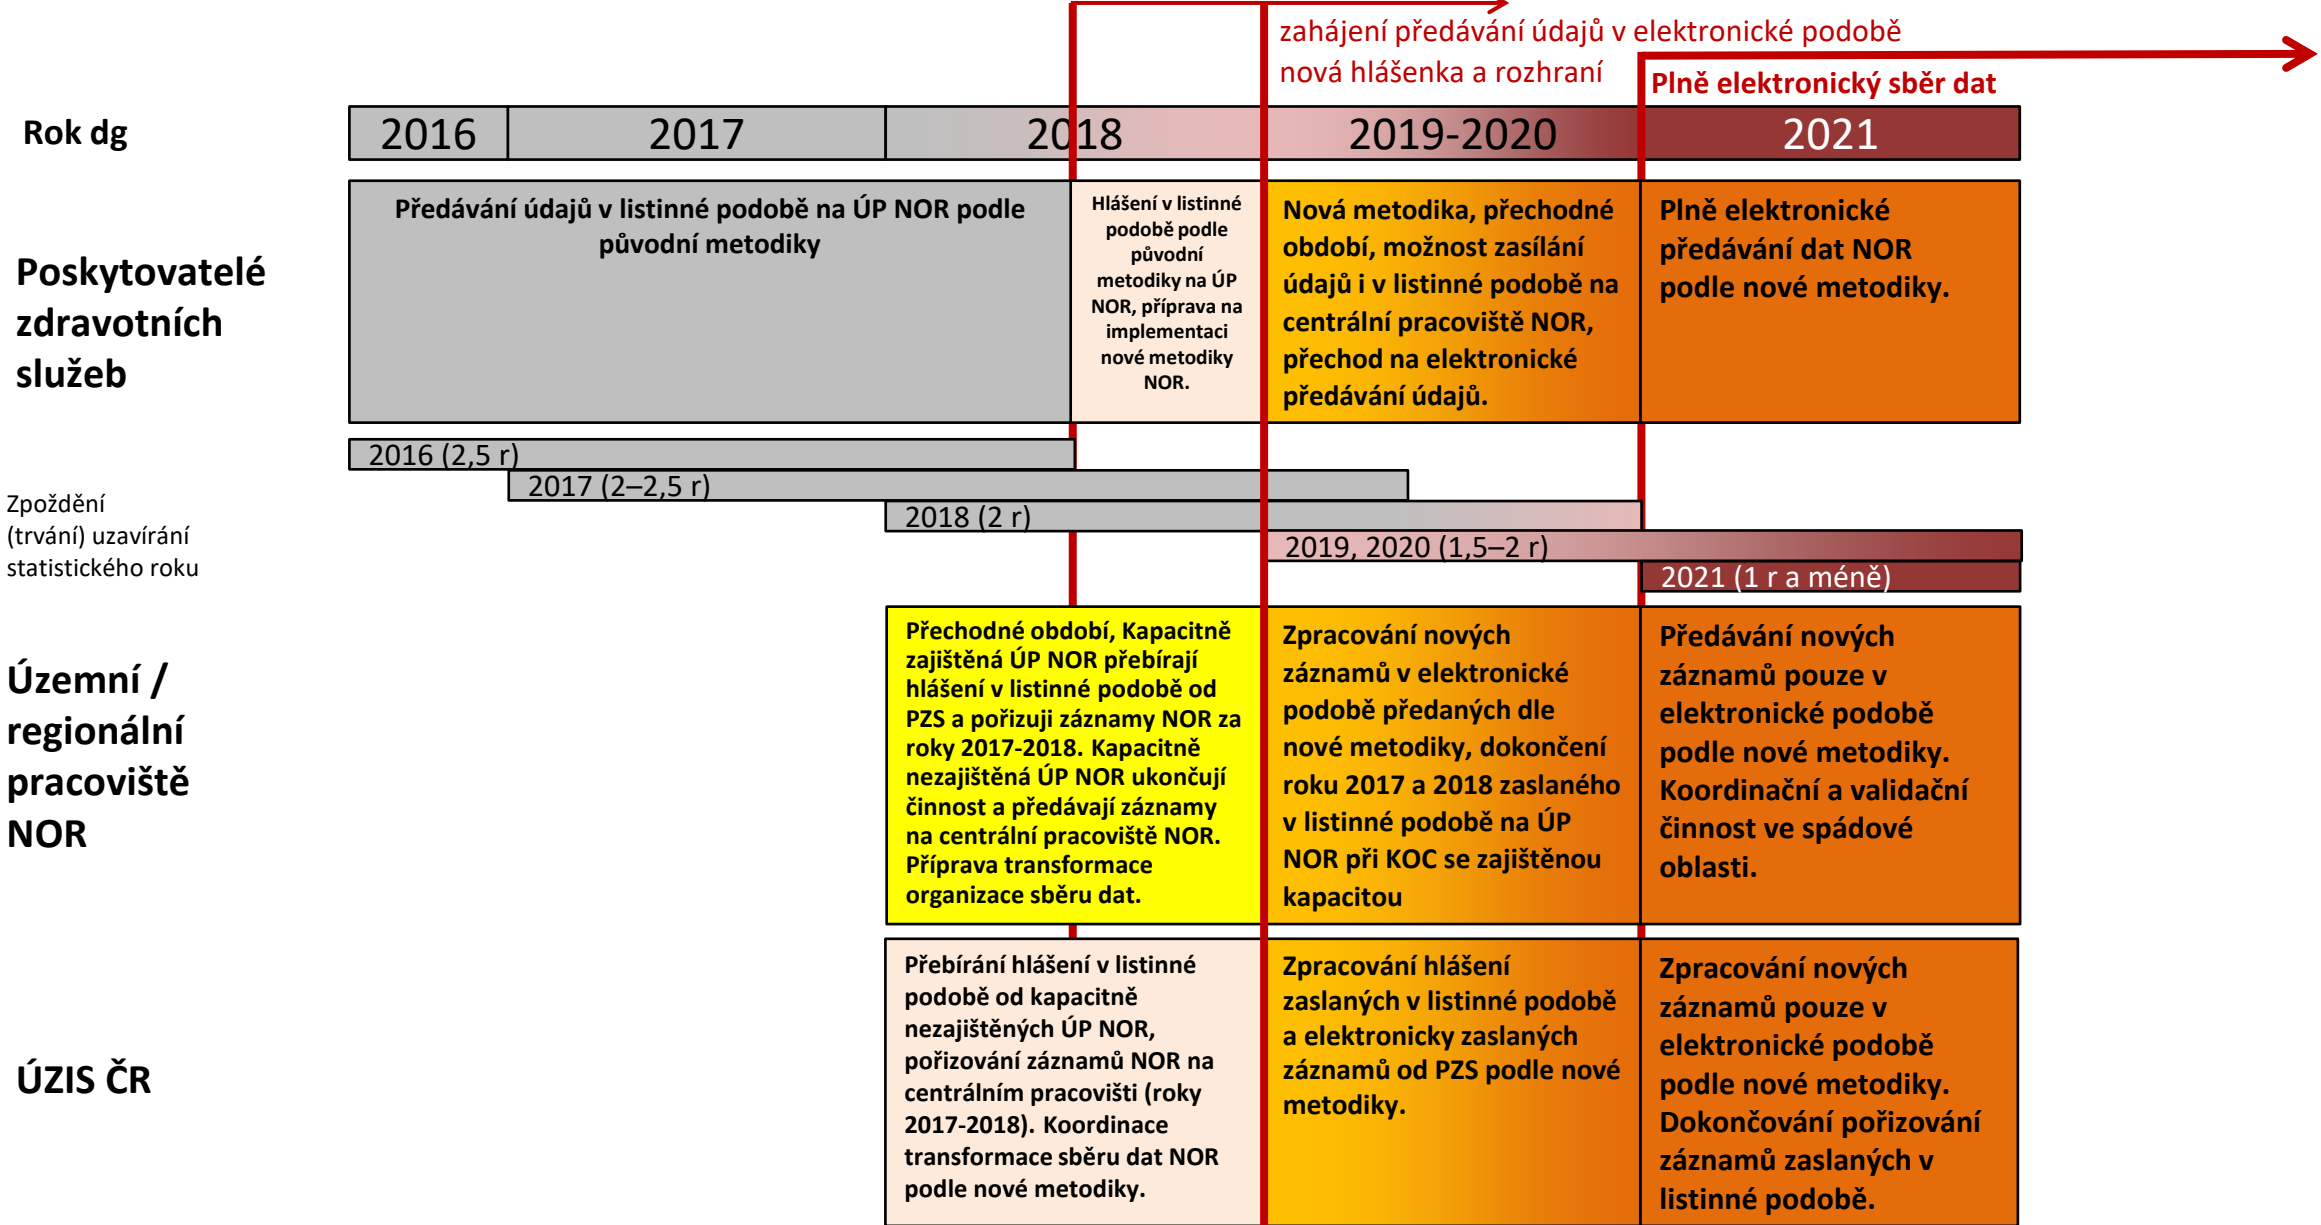 zahájení předávání údajů v elektronické podobě
nová hlášenka a rozhraní
Plně elektronický sběr dat
Rok dg
2016
2017
2018
2019-2020
2021
Poskytovatelé
zdravotních
služeb
Předávání údajů v listinné podobě na ÚP NOR podle
původní metodiky
Hlášení v listinné
podobě podle
původní
metodiky na ÚP
NOR, příprava na
implementaci
nové metodiky
NOR.
Nová metodika, přechodné
období, možnost zasílání
údajů i v listinné podobě na
centrální pracoviště NOR,
přechod na elektronické
předávání údajů.
Plně elektronické
předávání dat NOR
podle nové metodiky.
Zpoždění
(trvání) uzavírání
statistického roku
2016 (2,5 r)
2017 (2–2,5 r)
2018 (2 r)
2019, 2020 (1,5–2 r)
2021 (1 r a méně)
Územní /
regionální
pracoviště
NOR
Přechodné období, Kapacitně
zajištěná ÚP NOR přebírají
hlášení v listinné podobě od
PZS a pořizuji záznamy NOR za
roky 2017-2018. Kapacitně
nezajištěná ÚP NOR ukončují
činnost a předávají záznamy
na centrální pracoviště NOR.
Příprava transformace
organizace sběru dat.
Zpracování nových
záznamů v elektronické
podobě předaných dle
nové metodiky, dokončení
roku 2017 a 2018 zaslaného
v listinné podobě na ÚP
NOR při KOC se zajištěnou
kapacitou
Předávání nových
záznamů pouze v
elektronické podobě
podle nové metodiky.
Koordinační a validační
činnost ve spádové
oblasti.
ÚZIS ČR
Přebírání hlášení v listinné
podobě od kapacitně
nezajištěných ÚP NOR,
pořizování záznamů NOR na
centrálním pracovišti (roky
2017-2018). Koordinace
transformace sběru dat NOR
podle nové metodiky.
Zpracování hlášení
zaslaných v listinné podobě
a elektronicky zaslaných
záznamů od PZS podle nové
metodiky.
Zpracování nových
záznamů pouze v
elektronické podobě
podle nové metodiky.
Dokončování pořizování
záznamů zaslaných v
listinné podobě.